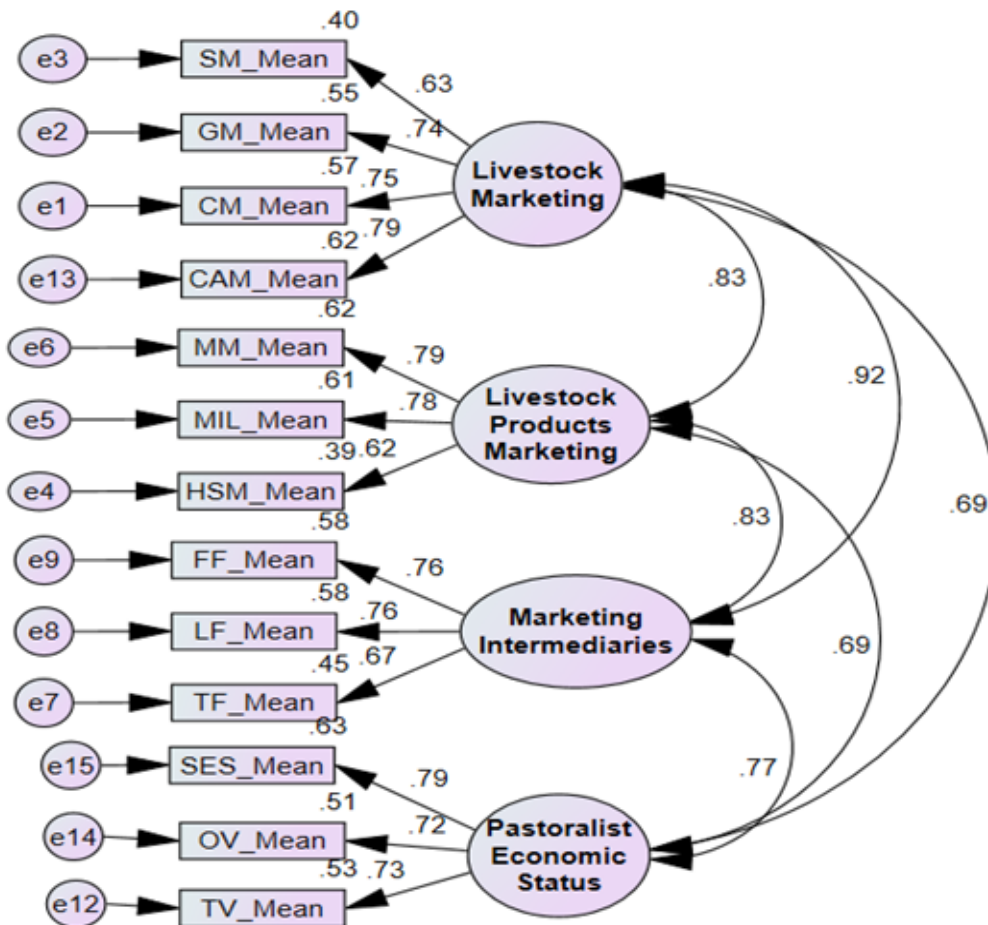 .40
e3 SM_Mean .63
.55
e2 GM_Mean .74
Livestock
Marketing
.57 .75
e1 CM_Mean
.62 .79
e13 CAM_Mean .83
.62
e6 MM_Mean .79
.92
.61
Livestock
Products
Marketing
e5 MIL_Mean .78
.39 .62
e4 HSM_Mean
.69
.58
.83
e9 FF_Mean .76
.58
Marketing
Intermediaries
e8 LF_Mean .76
.69
.45 .67
e7 TF_Mean
.63
e15 SES_Mean .79
.77
.51
Pastoralist
Economic
Status
e14 OV_Mean .72
.53 .73
e12 TV_Mean